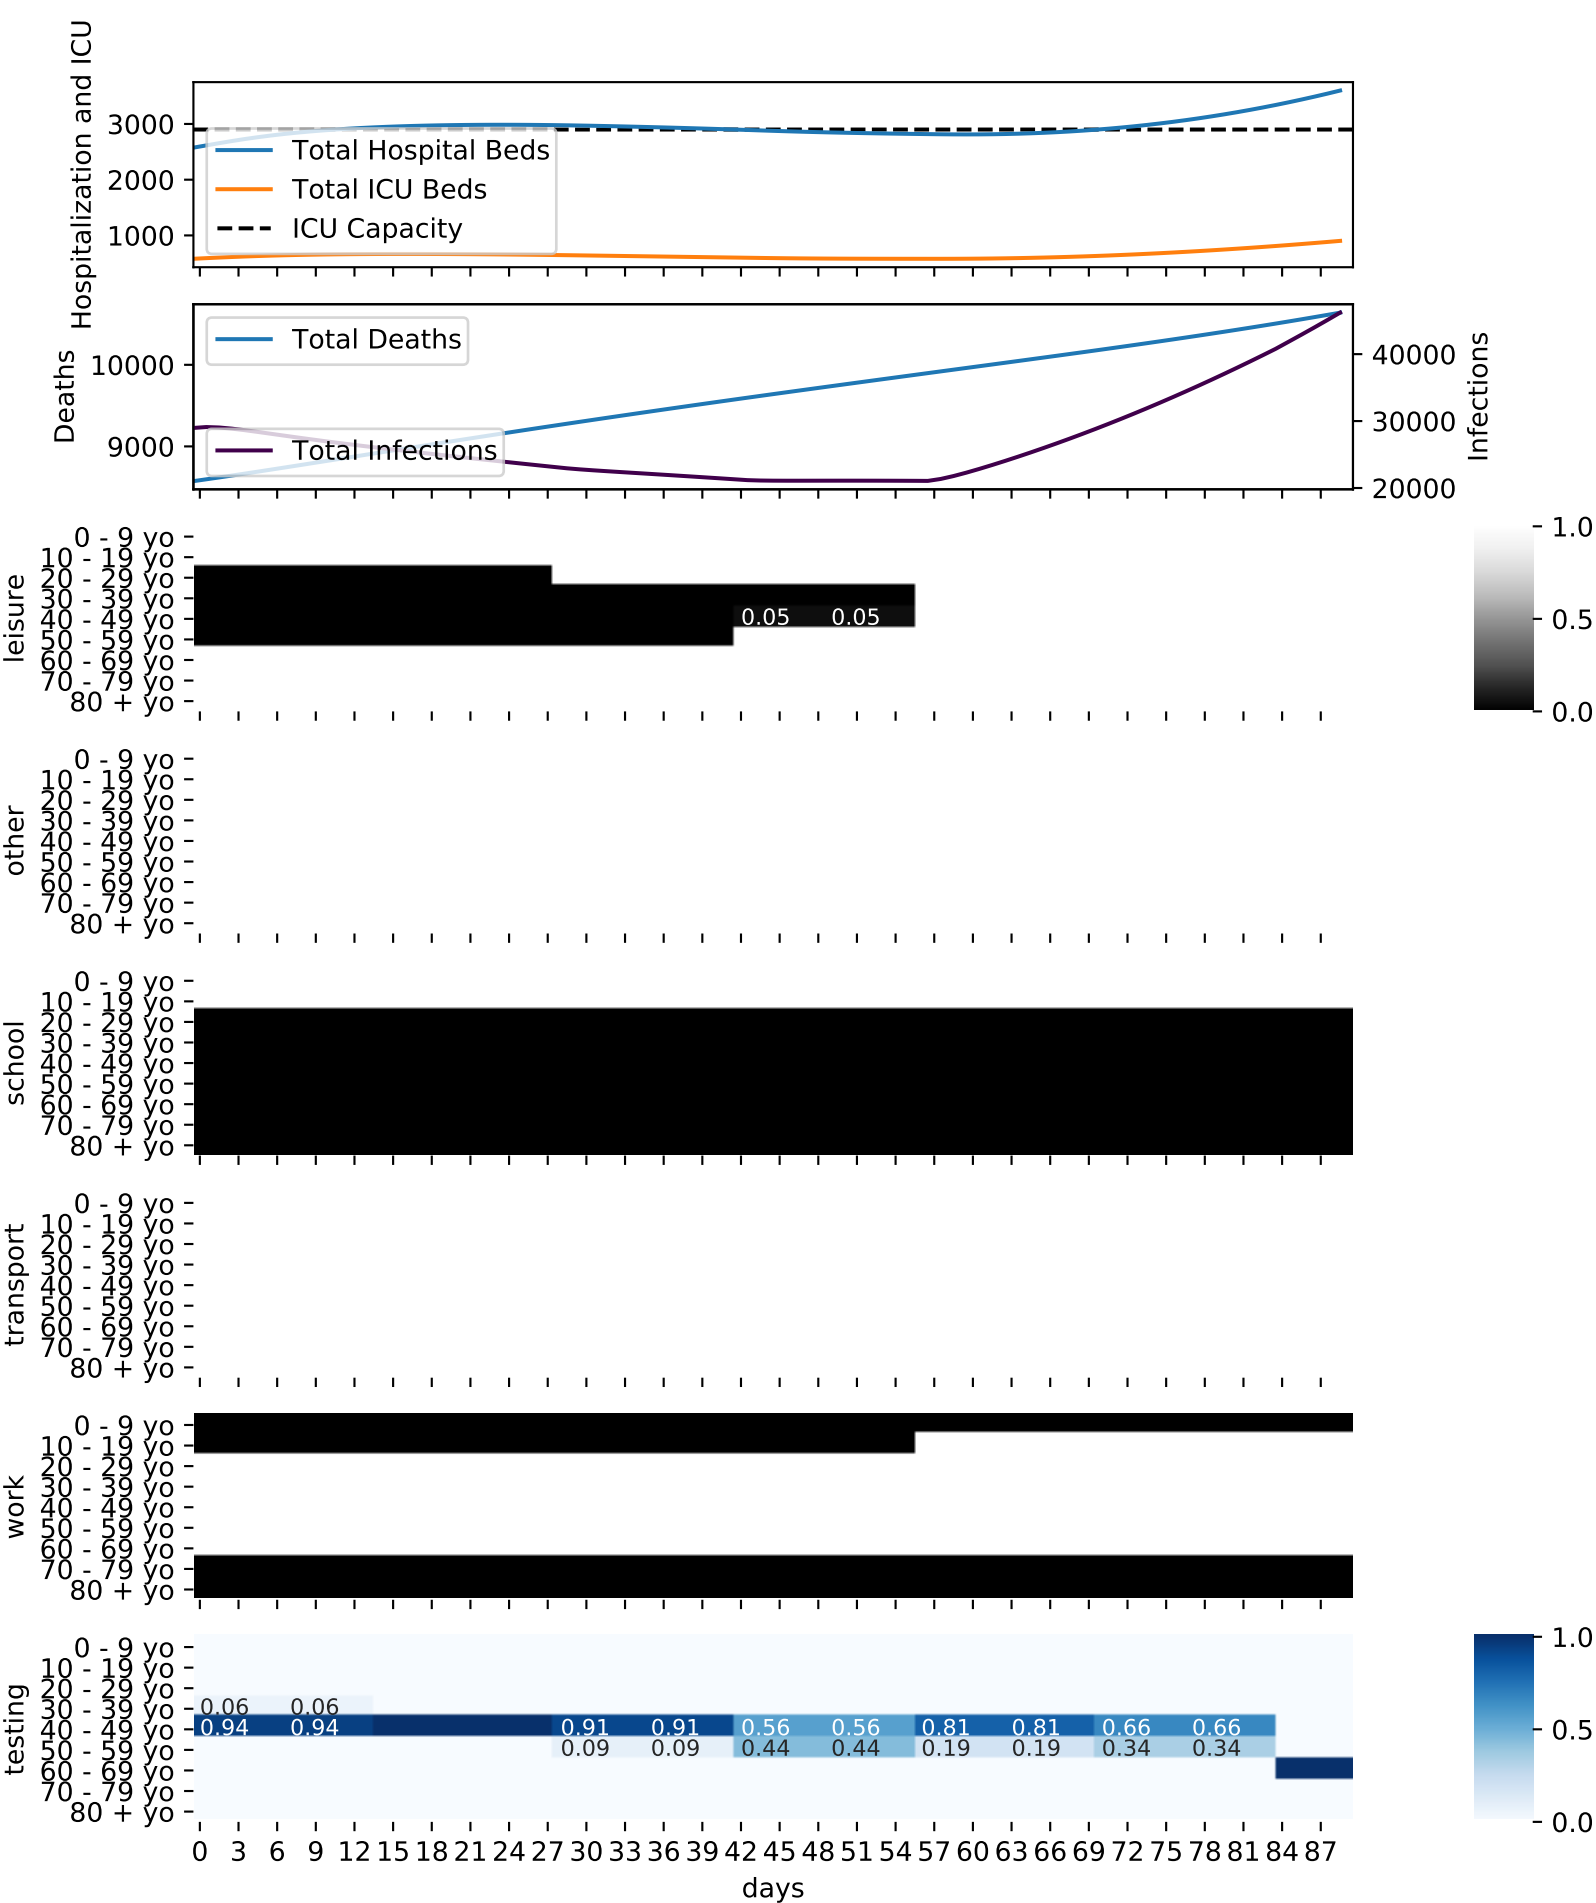 Hospitalization and ICU
3000
2000
1000
Total Hospital Beds
Total ICU Beds
ICU Capacity
Deaths
10000
9000
Total Deaths
Total Infections
40000
30000
20000
Infections
leisure
0 - 9 yo
10 - 19 yo
20 - 29 yo
30 - 39 yo
40 - 49 yo
50 - 59 yo
60 - 69 yo
70 - 79 yo
80 + yo
0.05 0.05
1.0
0.5
0.0
other
0 - 9 yo
10 - 19 yo
20 - 29 yo
30 - 39 yo
40 - 49 yo
50 - 59 yo
60 - 69 yo
70 - 79 yo
80 + yo
school
0 - 9 yo
10 - 19 yo
20 - 29 yo
30 - 39 yo
40 - 49 yo
50 - 59 yo
60 - 69 yo
70 - 79 yo
80 + yo
transport
0 - 9 yo
10 - 19 yo
20 - 29 yo
30 - 39 yo
40 - 49 yo
50 - 59 yo
60 - 69 yo
70 - 79 yo
80 + yo
work
0 - 9 yo
10 - 19 yo
20 - 29 yo
30 - 39 yo
40 - 49 yo
50 - 59 yo
60 - 69 yo
70 - 79 yo
80 + yo
testing
0 - 9 yo
10 - 19 yo
20 - 29 yo
30 - 39 yo
40 - 49 yo
50 - 59 yo
60 - 69 yo
70 - 79 yo
80 + yo
0.06 0.06
0.94 0.94 0.91 0.91 0.56 0.56 0.81 0.81 0.66 0.66
0.09 0.09 0.44 0.44 0.19 0.19 0.34 0.34
1.0
0.5
0.0
0 3 6 9 12 15 18 21 24 27 30 33 36 39 42 45 48 51 54 57 60 63 66 69 72 75 78 81 84 87
days